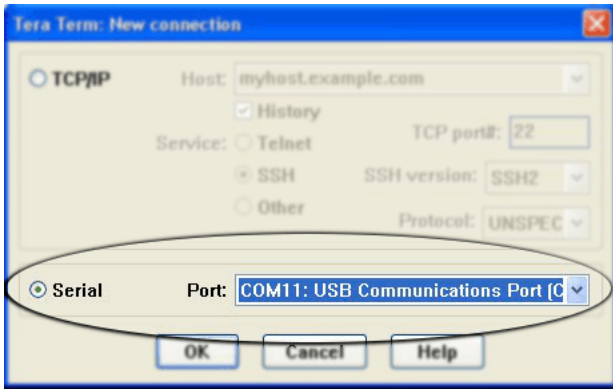 Tera Term: New connection
TCP/IP
Host: myhost.example.com
History
Service: Telnet
TCP port#: 22
SSH
SSH version: SSH2
Other
Protocol: UNSPEC
Serial
Port: COM11: USB Communications Port (C
OK
Cancel
Help